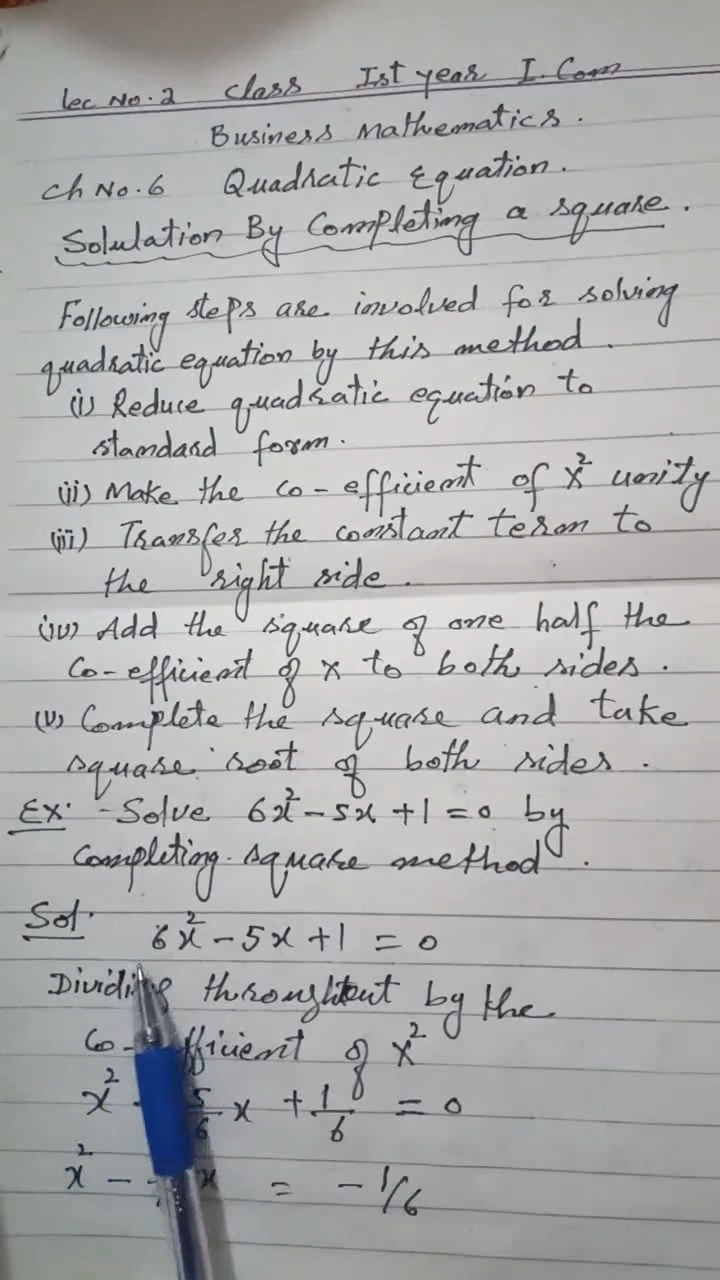 Lec No. 2 Class Ist year I. Com
Business Mathematics.
Ch No. 6 Quadratic Equation.
Solulation By Completing a square.
Following steps are involved for solving
quadratic equation by this method.
(i) Reduce quadratic equation to
standard form.
(ii) Make the co-efficient of x² unity
(iii) Transfer the constant term to
the right side.
(iv) Add the square of one half the
Co-efficient of x to both sides.
(v) Complete the square and take
square root of both sides.
Ex:- Solve 6x² - 5x + 1 = 0 by
Completing square method.
Sol. 6x² - 5x + 1 = 0
by the
of x²
x² - 5/6 x + 1/6 = 0
x² - x = -1/6